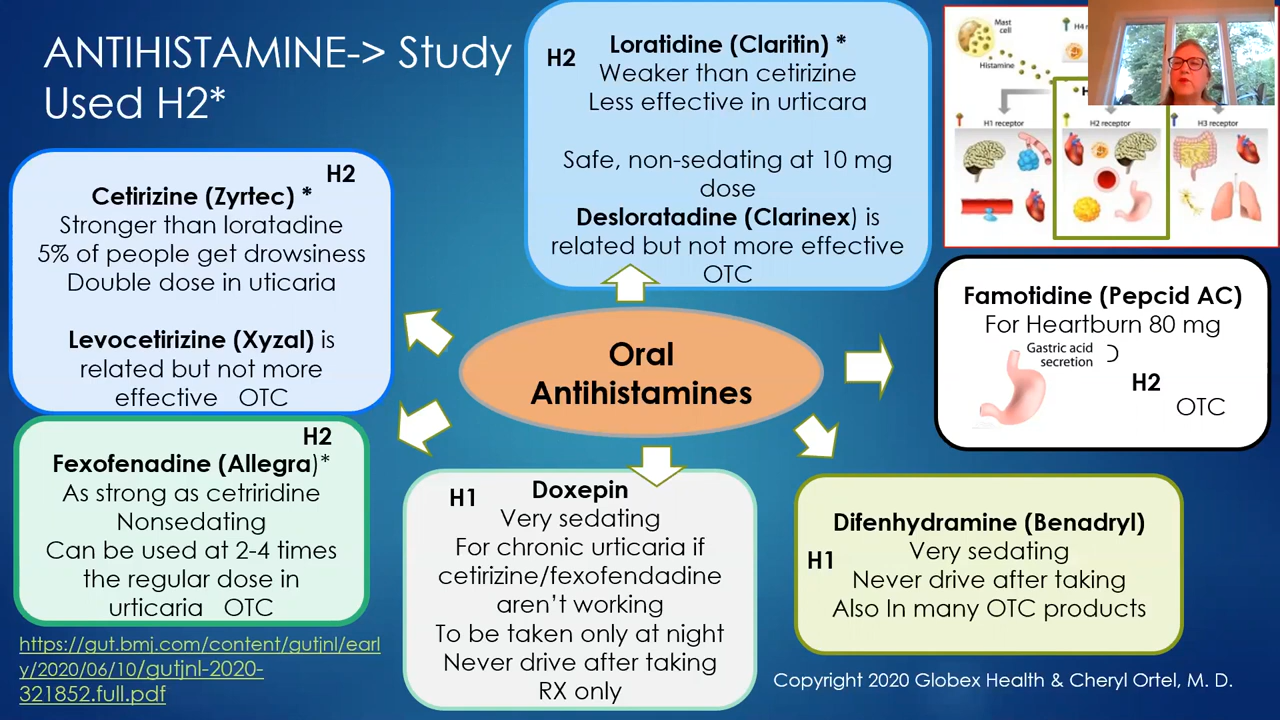 ANTIHISTAMINE-> Study
Used H2*
H2
Loratidine (Claritin) *
Weaker than cetirizine
Less effective in urticara
Safe, non-sedating at 10 mg
dose
Desloratadine (Clarinex) is
related but not more effective
OTC
Mast
cell
Histamine
H4
H1 receptor
H2 receptor
H3 receptor
H2
Cetirizine (Zyrtec) *
Stronger than loratadine
5% of people get drowsiness
Double dose in uticaria
Levocetirizine (Xyzal) is
related but not more
effective OTC
Oral
Antihistamines
Famotidine (Pepcid AC)
For Heartburn 80 mg
Gastric acid
secretion
H2
OTC
H2
Fexofenadine (Allegra)*
As strong as cetriridine
Nonsedating
Can be used at 2-4 times
the regular dose in
urticaria OTC
H1
Doxepin
Very sedating
For chronic urticaria if
cetirizine/fexofendadine
aren't working
To be taken only at night
Never drive after taking
RX only
Difenhydramine (Benadryl)
H1
Very sedating
Never drive after taking
Also In many OTC products
https://gut.bmj.com/content/gutjnl/earl
y/2020/06/10/gutjnl-2020-
321852.full.pdf
Copyright 2020 Globex Health & Cheryl Ortel, M. D.